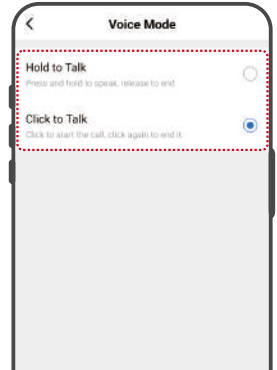 Voice Mode
Hold to Talk
Press and hold to speak, release to end
Click to Talk
Click to start the call, click again to end it